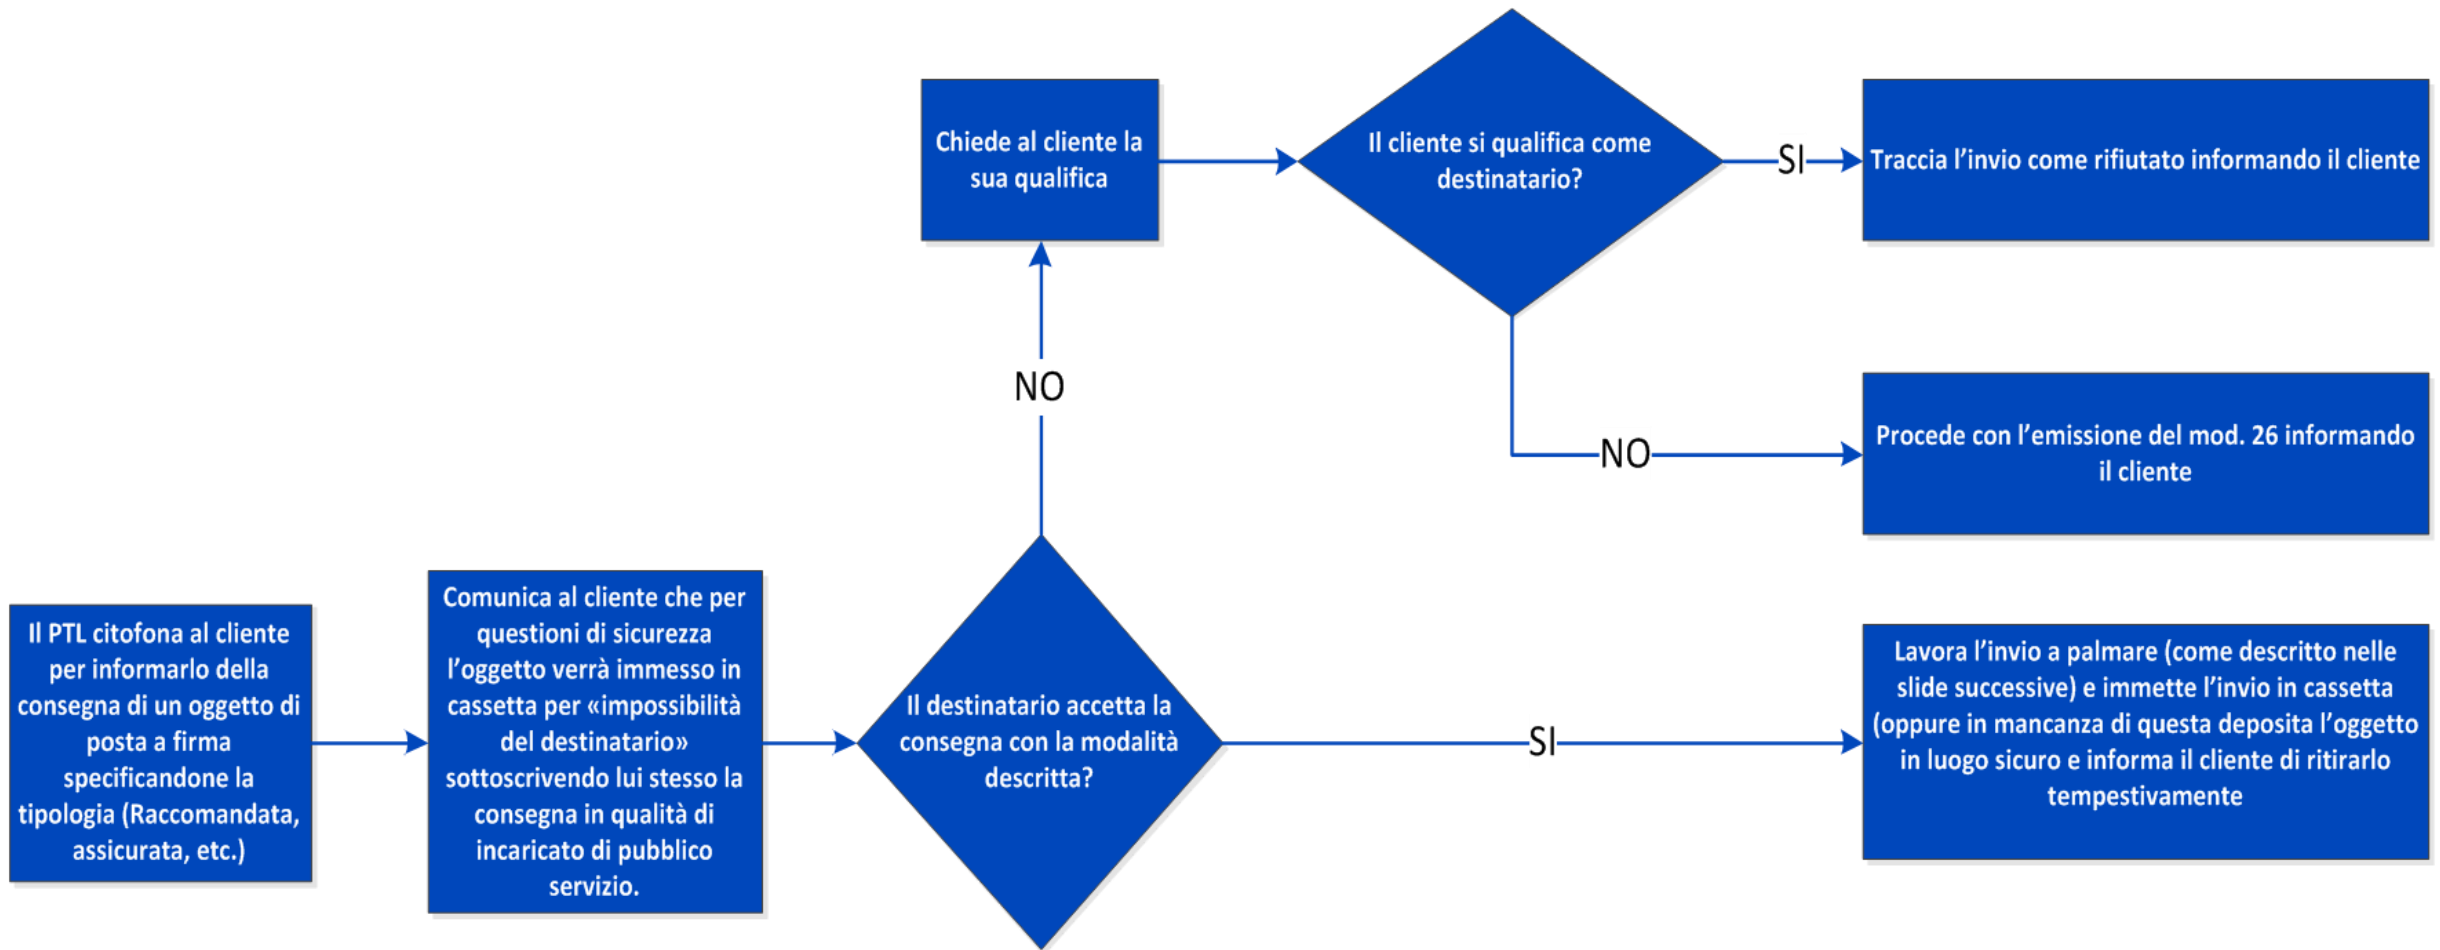 Chiede al cliente la
sua qualifica
Il cliente si qualifica come
destinatario?
SI
Traccia l'invio come rifiutato informando il cliente
NO
NO
Procede con l'emissione del mod. 26 informando
il cliente
Il PTL citofona al cliente
per informarlo della
consegna di un oggetto di
posta a firma
specificandone la
tipologia (Raccomandata,
assicurata, etc.)
Comunica al cliente che per
questioni di sicurezza
l'oggetto verrà immesso in
cassetta per «impossibilità
del destinatario»
sottoscrivendo lui stesso la
consegna in qualità di
incaricato di pubblico
servizio.
Il destinatario accetta la
consegna con la modalità
descritta?
SI
Lavora l'invio a palmare (come descritto nelle
slide successive) e immette l'invio in cassetta
(oppure in mancanza di questa deposita l'oggetto
in luogo sicuro e informa il cliente di ritirarlo
tempestivamente